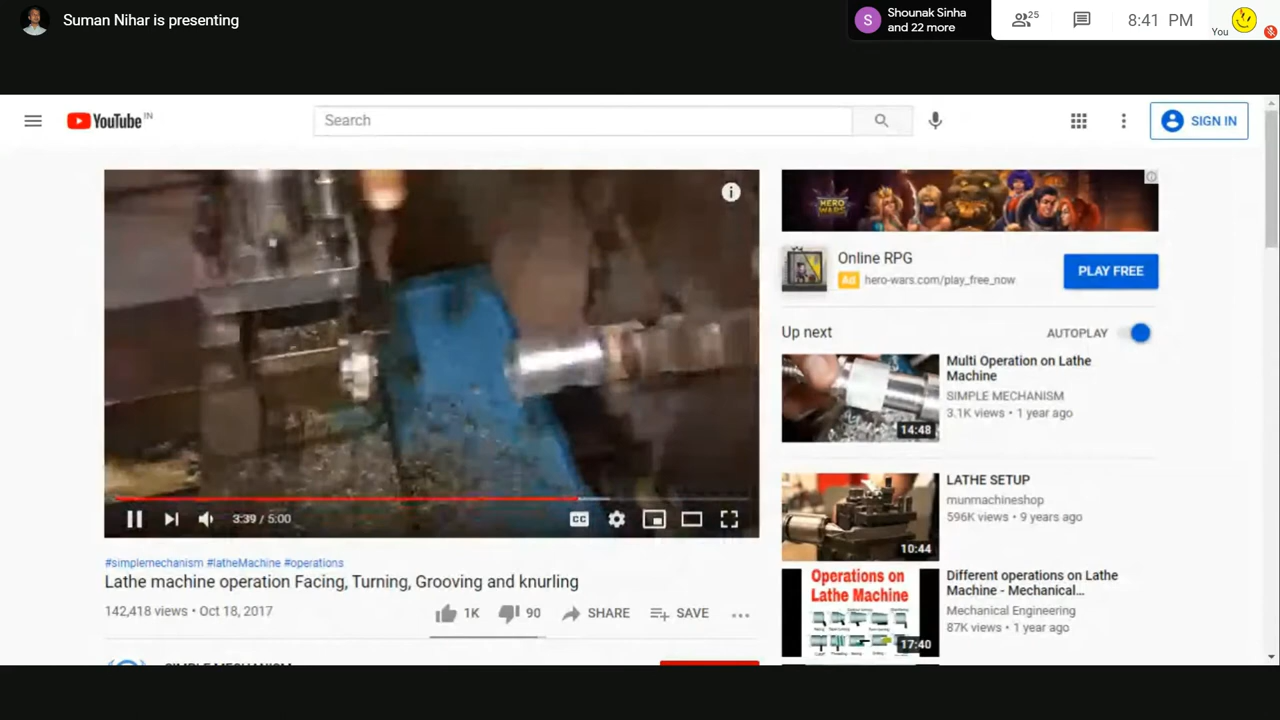 Suman Nihar is presenting
S
Shounak Sinha
and 22 more
25
8:41 PM
You
YouTube IN
Search
SIGN IN
HERO WARS
Online RPG
Ad hero-wars.com/play_free_now
PLAY FREE
Up next
AUTOPLAY
Multi Operation on Lathe
Machine
SIMPLE MECHANISM
3.1K views • 1 year ago
14:48
LATHE SETUP
munmachineshop
596K views • 9 years ago
10:44
Operations on
Lathe Machine
17:40
Different operations on Lathe
Machine - Mechanical...
Mechanical Engineering
87K views • 1 year ago
3:39 / 5:00
CC
#simplemechanism #latheMachine #operations
Lathe machine operation Facing, Turning, Grooving and knurling
142,418 views • Oct 18, 2017
1K
90
SHARE
SAVE
SIMPLE MECHANISM